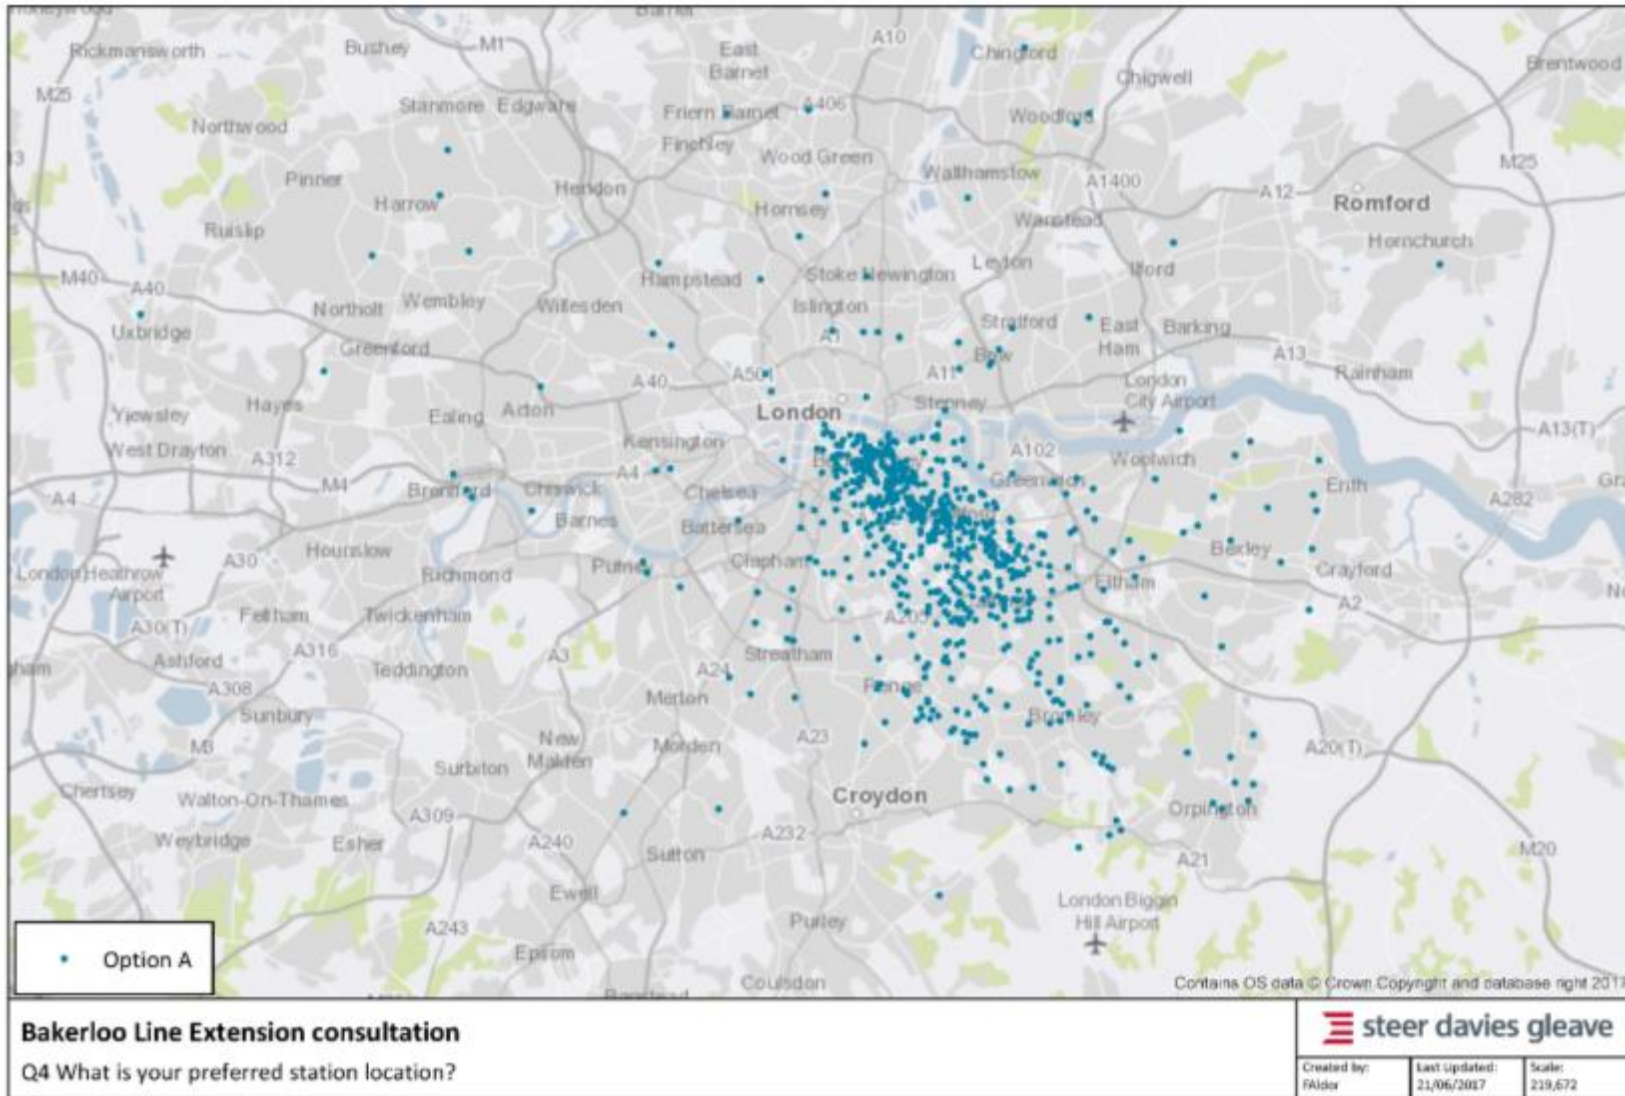 Rickmansworth
Bushey
M1
East
Barnet
A10
Chingford
Chigwell
Brentwood
M25
Stanmore
Edgware
Friern Barnet
A406
Woodford
Northwood
Finchley
Wood Green
Walthamstow
M25
Pinner
Harrow
Hendon
Hornsey
A1400
A12
Romford
Ruislip
Wanstead
Hornchurch
M40
A40
Hampstead
Stoke Newington
Leyton
Ilford
Northolt
Wembley
Willesden
Islington
Uxbridge
Stratford
East
Ham
Barking
Greenford
Bow
A13
A40
A501
A11
London
City Airport
Rainham
Yiewsley
Hayes
Ealing
Acton
London
Stepney
West Drayton
Kensington
A13(T)
A312
A4
A102
Woolwich
M4
Brentford
Chiswick
Chelsea
Greenwich
Erith
A4
A282
Barnes
Battersea
Hounslow
A30
Putney
Clapham
Bexley
London Heathrow
Airport
Richmond
Eltham
Crayford
Feltham
Twickenham
A205
A2
A30(T)
A316
A3
Streatham
Ashford
Teddington
A24
A308
Merton
Penge
Sunbury
Bromley
M3
New
Malden
Morden
A23
A20(T)
Surbiton
Chertsey
Walton-On-Thames
Croydon
Orpington
A309
Weybridge
Esher
A240
A232
Sutton
A21
M20
Ewell
London Biggin
Hill Airport
A243
Purley
Epsom
Option A
Coulsdon
Contains OS data © Crown Copyright and database right 2017
Bakerloo Line Extension consultation
Q4 What is your preferred station location?
steer davies gleave
Created by:
FAldor
Last Updated:
21/06/2017
Scale:
219,672